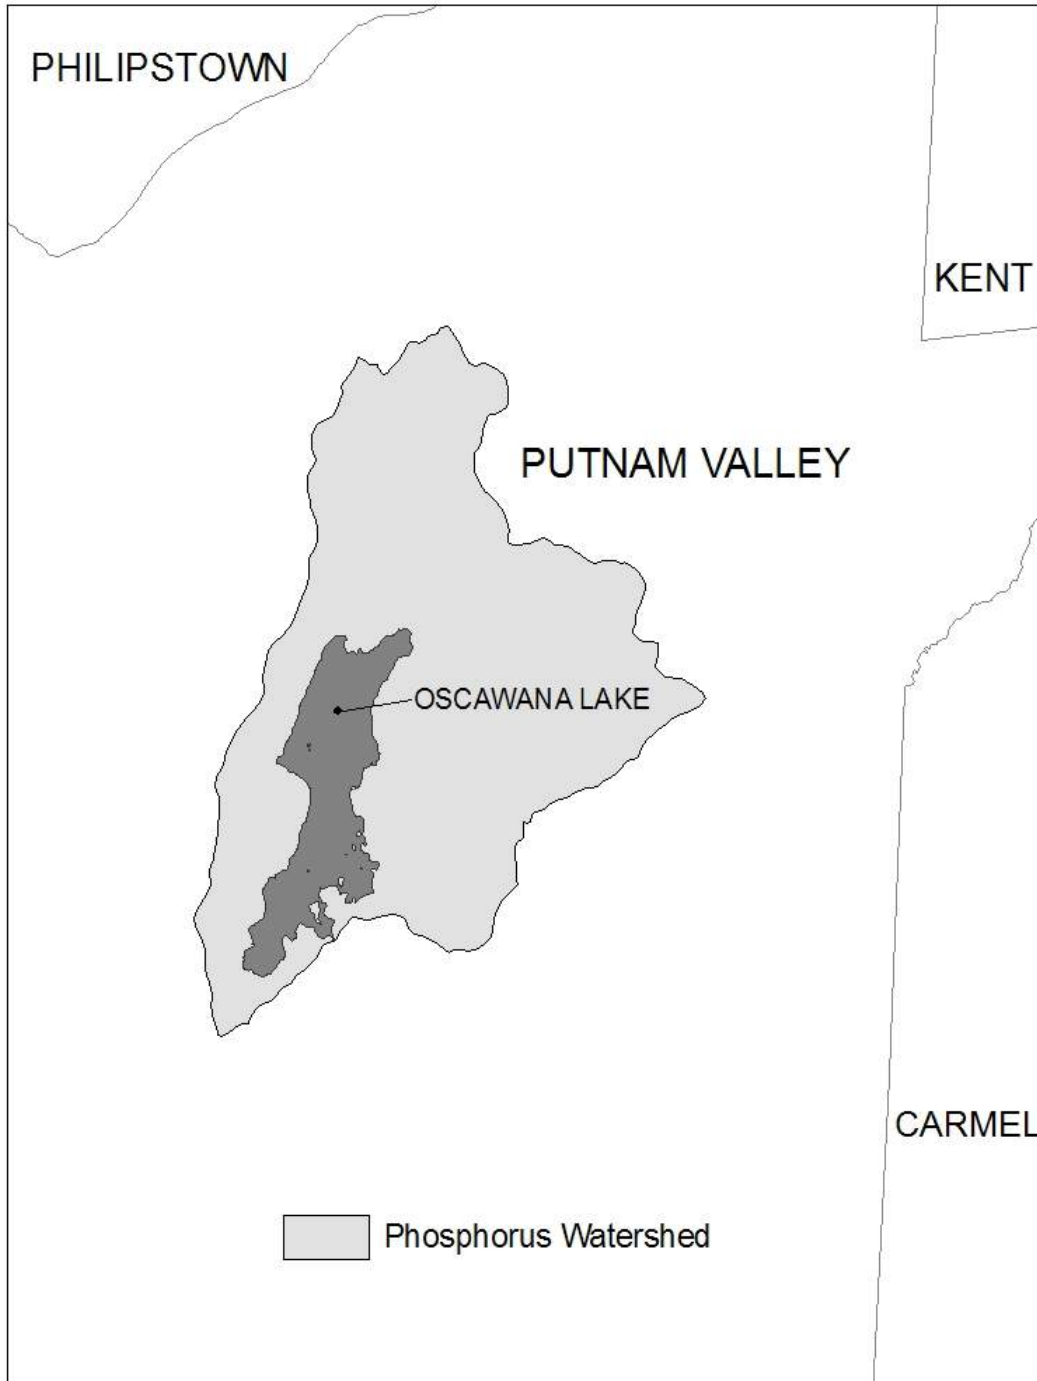 PHILIPSTOWN
KENT
PUTNAM VALLEY
OSCAWANA LAKE
CARMEL
Phosphorus Watershed